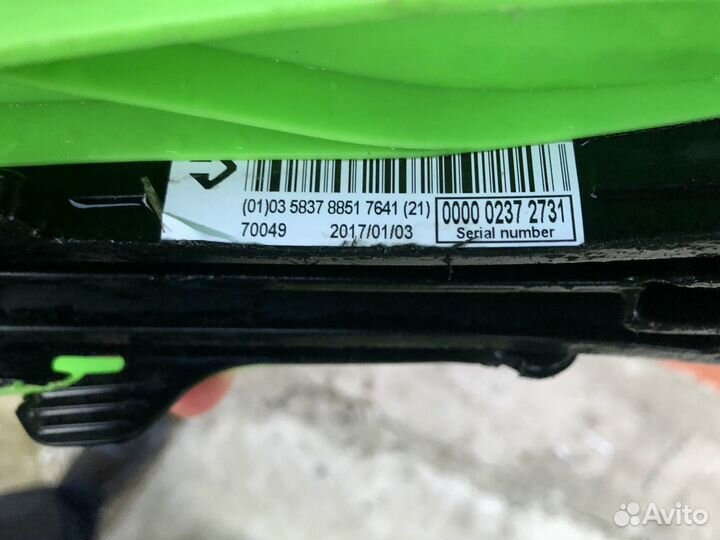 (01)03 5837 8851 7641 (21) 0000 0237 2731
70049 2017/01/03 Serial number
Avito